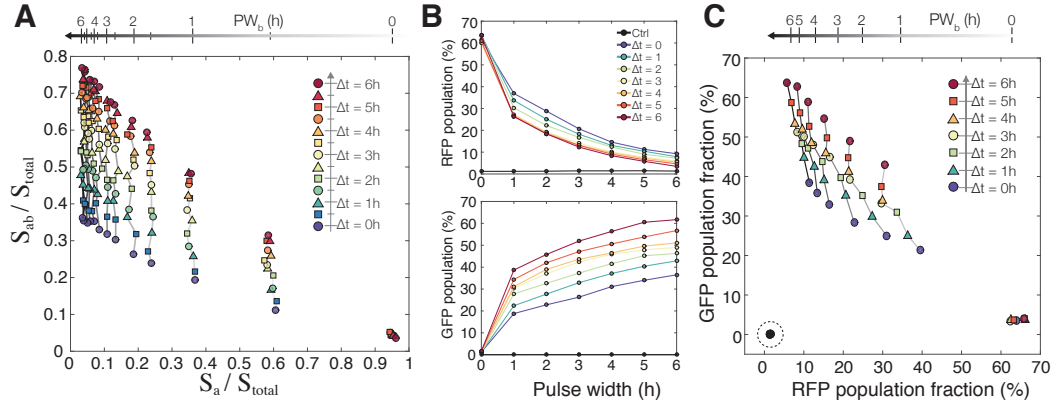 A
6 4 3 2 1 PW_b (h) 0
S_ab / S_total
0.8
0.7
0.6
0.5
0.4
0.3
0.2
0.1
0
Δt = 6h
Δt = 5h
Δt = 4h
Δt = 3h
Δt = 2h
Δt = 1h
Δt = 0h
0 0.1 0.2 0.3 0.4 0.5 0.6 0.7 0.8 0.9 1
S_a / S_total
B
RFP population (%)
70
60
50
40
30
20
10
0
Ctrl
Δt = 0
Δt = 1
Δt = 2
Δt = 3
Δt = 4
Δt = 5
Δt = 6
0 1 2 3 4 5 6
GFP population (%)
70
60
50
40
30
20
10
0
0 1 2 3 4 5 6
Pulse width (h)
C
6 5 4 3 2 1 PW_b (h) 0
GFP population fraction (%)
70
60
50
40
30
20
10
0
Δt = 6h
Δt = 5h
Δt = 4h
Δt = 3h
Δt = 2h
Δt = 1h
Δt = 0h
0 10 20 30 40 50 60 70
RFP population fraction (%)